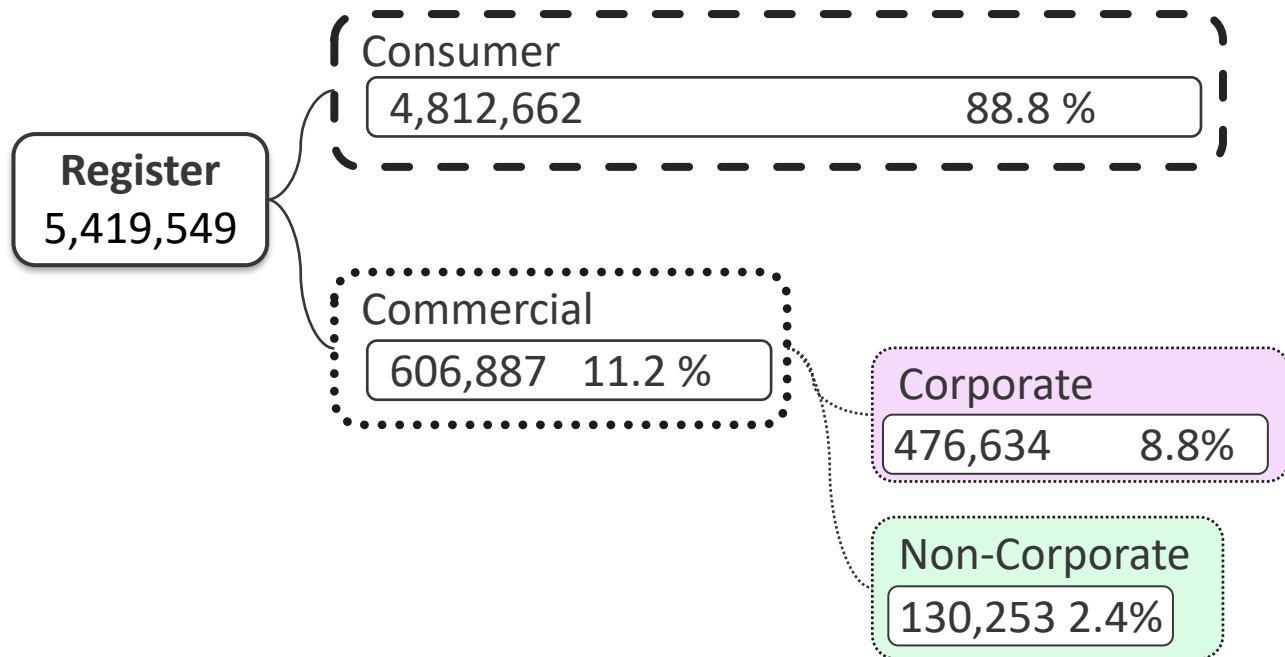 Consumer
4,812,662 88.8 %
Register
5,419,549
Commercial
606,887 11.2 %
Corporate
476,634 8.8%
Non-Corporate
130,253 2.4%